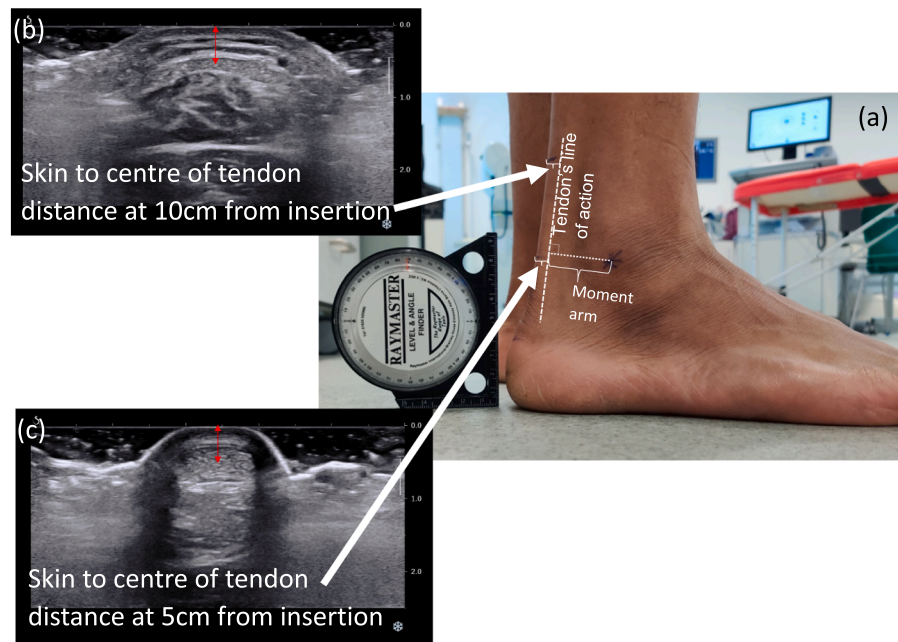 (b)
0.0
1.0
2.0
Skin to centre of tendon
distance at 10cm from insertion
(a)
Tendon's line
of action
Moment
arm
RAYMASTER
LEVEL & ANGLE
FINDER
(c)
0.0
1.0
2.0
Skin to centre of tendon
distance at 5cm from insertion